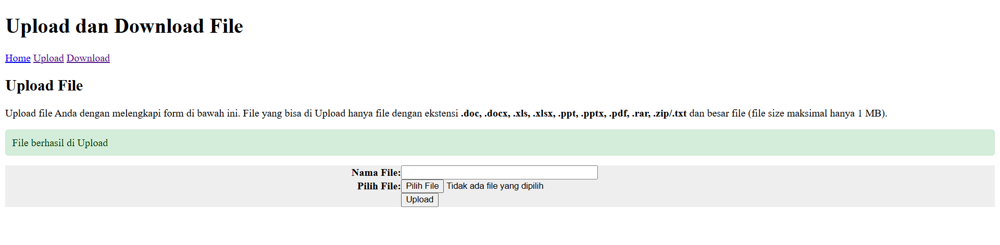 Upload dan Download File
Home Upload Download
Upload File
Upload file Anda dengan melengkapi form di bawah ini. File yang bisa di Upload hanya file dengan ekstensi .doc, .docx, .xls, .xlsx, .ppt, .pptx, .pdf, .rar, .zip/.txt dan besar file (file size maksimal hanya 1 MB).
File berhasil di Upload
Nama File:
Pilih File: Pilih File Tidak ada file yang dipilih
Upload